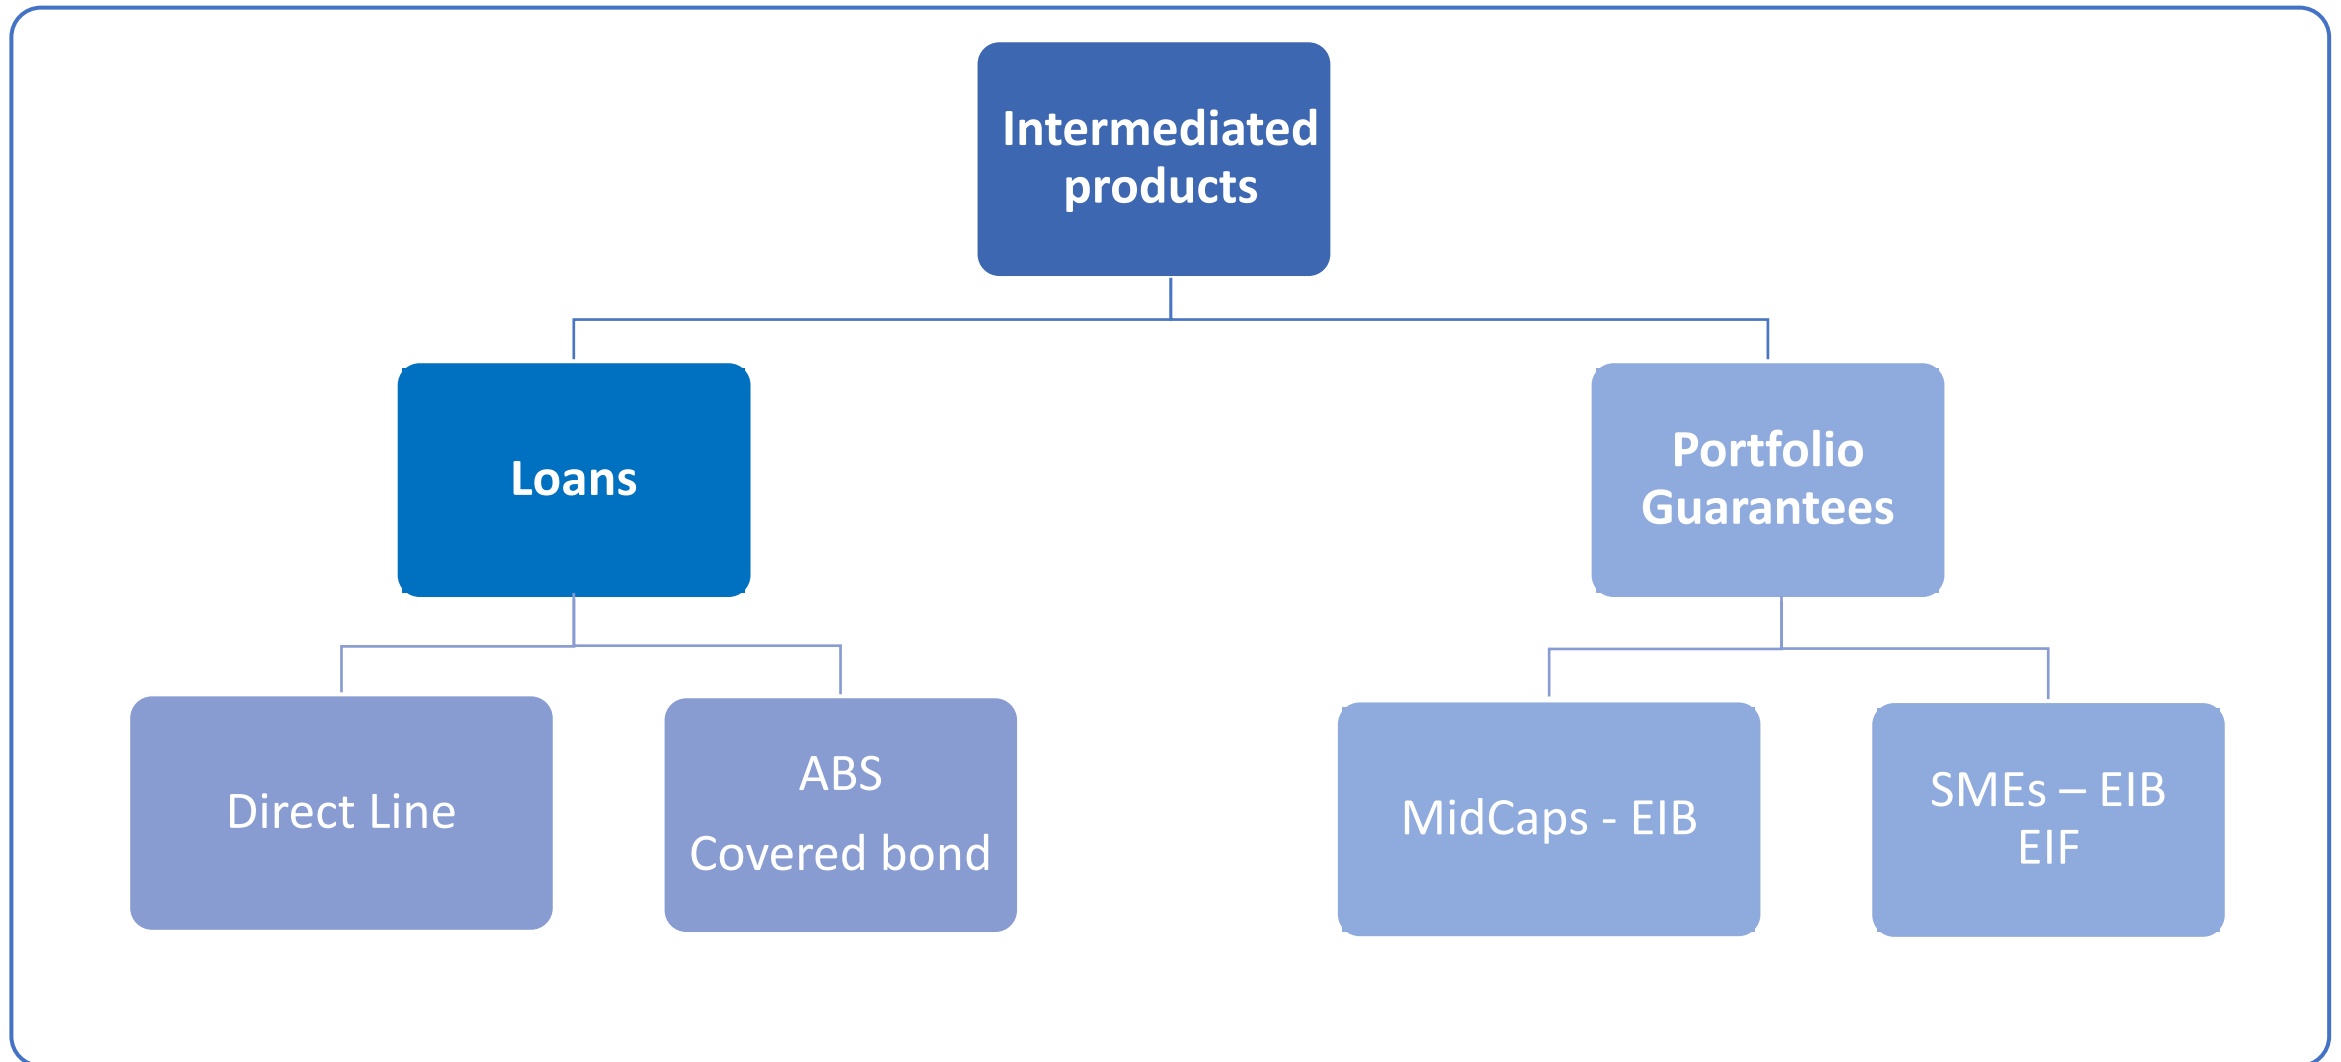 Intermediated
products
Loans
Portfolio
Guarantees
Direct Line
ABS
Covered bond
MidCaps - EIB
SMEs – EIB
EIF